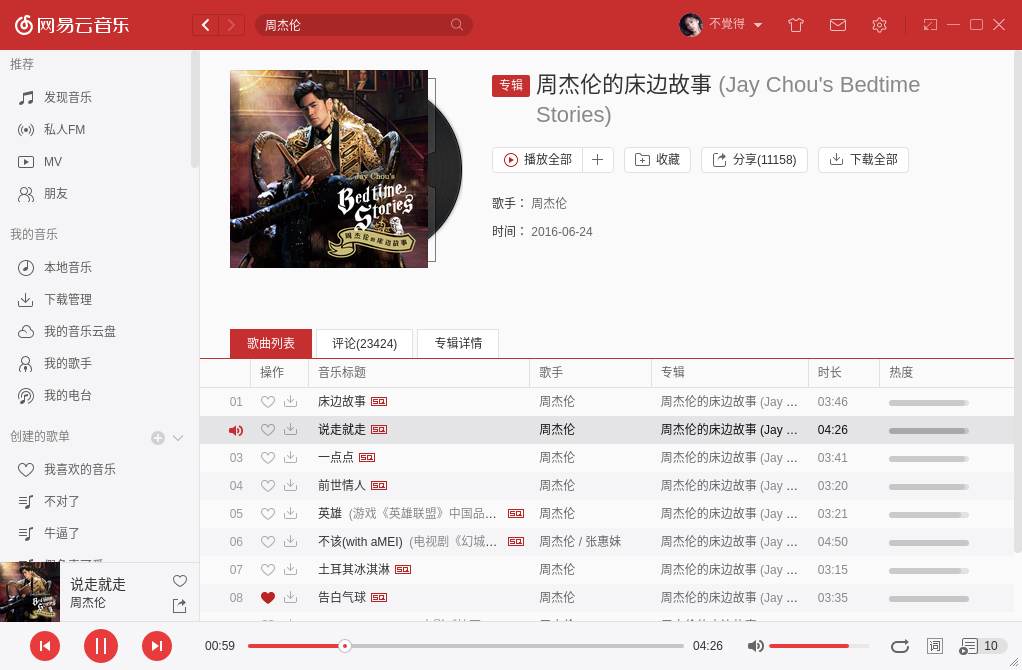 网易云音乐
周杰伦
不覺得
推荐
发现音乐
私人FM
MV
朋友
我的音乐
本地音乐
下载管理
我的音乐云盘
我的歌手
我的电台
创建的歌单
我喜欢的音乐
不对了
牛逼了
说走就走
周杰伦
Jay Chou's
Bedtime
Stories
周杰伦的床边故事
专辑 周杰伦的床边故事 (Jay Chou's Bedtime
Stories)
播放全部
收藏 分享(11158) 下载全部
歌手： 周杰伦
时间： 2016-06-24
歌曲列表 评论(23424) 专辑详情
操作 音乐标题 歌手 专辑 时长 热度
01 床边故事 SQ 周杰伦 周杰伦的床边故事 (Jay ... 03:46
说走就走 SQ 周杰伦 周杰伦的床边故事 (Jay ... 04:26
03 一点点 SQ 周杰伦 周杰伦的床边故事 (Jay ... 03:41
04 前世情人 SQ 周杰伦 周杰伦的床边故事 (Jay ... 03:20
05 英雄 (游戏《英雄联盟》中国品... SQ 周杰伦 周杰伦的床边故事 (Jay ... 03:21
06 不该(with aMEI) (电视剧《幻城... SQ 周杰伦 / 张惠妹 周杰伦的床边故事 (Jay ... 04:50
07 土耳其冰淇淋 SQ 周杰伦 周杰伦的床边故事 (Jay ... 03:15
08 告白气球 SQ 周杰伦 周杰伦的床边故事 (Jay ... 03:35
00:59 04:26 词 10